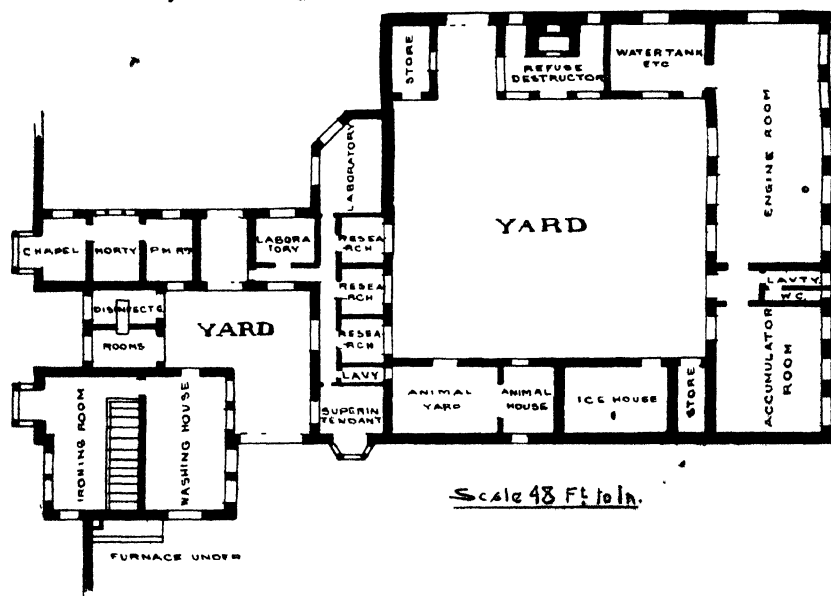 STORE
REFUSE
DESTRUCTOR
WATER TANK
ETC
ENGINE ROOM
LABORATORY
YARD
CHAPEL
MORTY
P.M. RM
LABORA
TORY
RESEA
RCH
LAVTY
W.C.
DISINFECTG
ROOMS
YARD
RESEA
RCH
RESEA
RCH
LAVY
ACCUMULATOR
ROOM
IRONING ROOM
WASHING HOUSE
SUPERIN
TENDANT
ANIMAL
YARD
ANIMAL
HOUSE
ICE HOUSE
STORE
Scale 48 Ft to In.
FURNACE UNDER